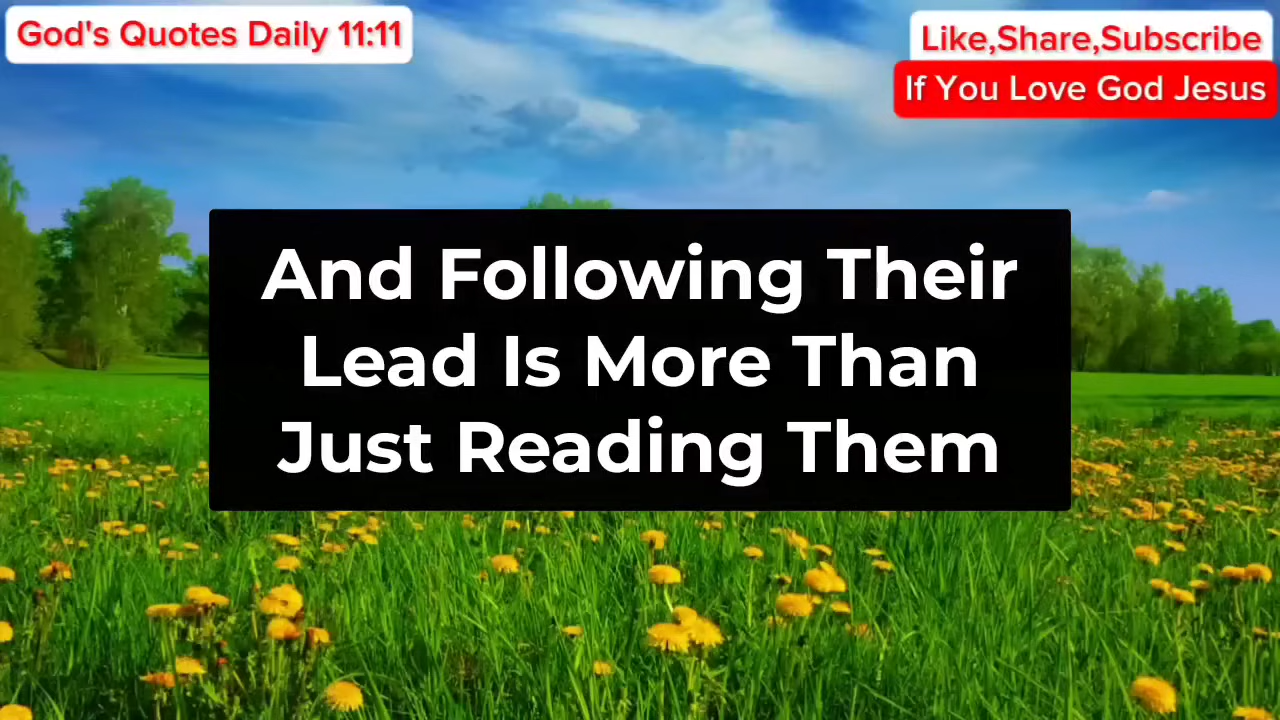 God's Quotes Daily 11:11
Like,Share,Subscribe
If You Love God Jesus
And Following Their
Lead Is More Than
Just Reading Them